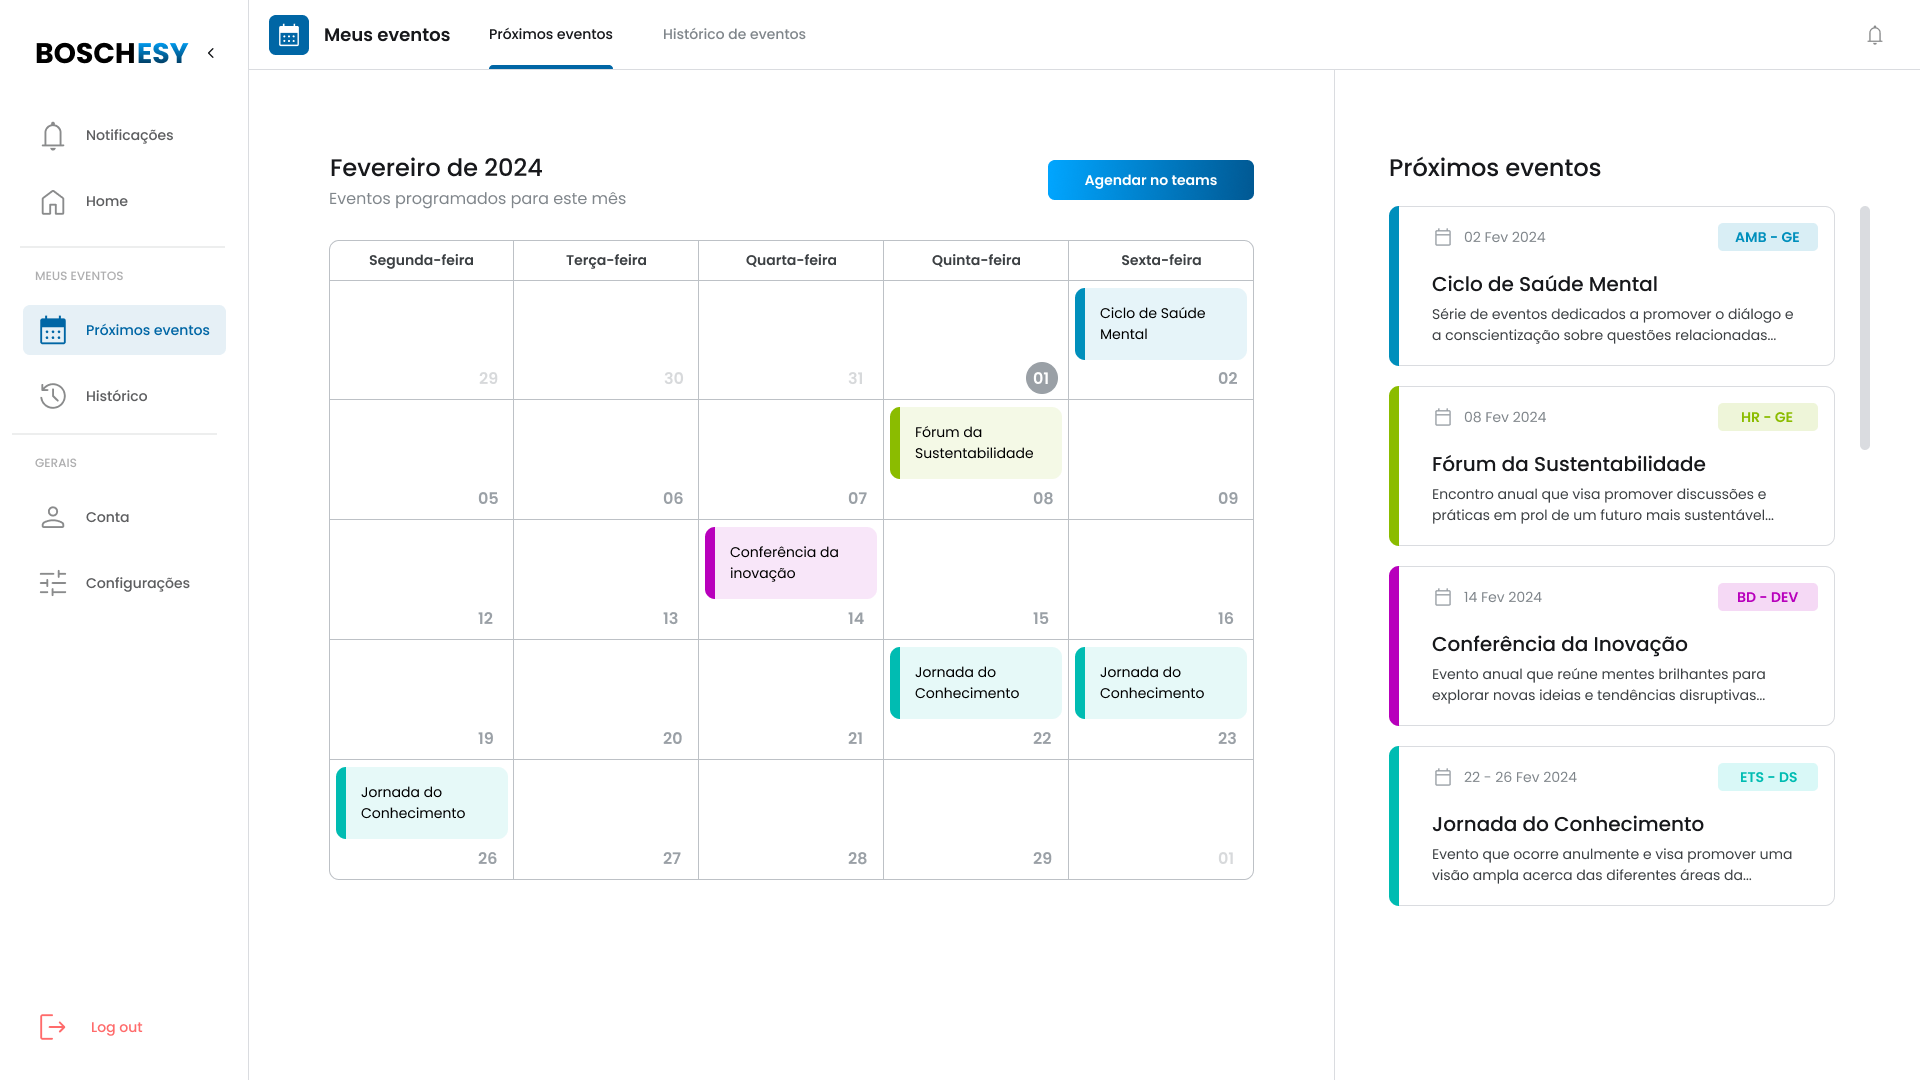 BOSCHESY
Notificações
Home
MEUS EVENTOS
Próximos eventos
Histórico
GERAIS
Conta
Configurações
Log out
Meus eventos
Próximos eventos
Histórico de eventos
Fevereiro de 2024
Eventos programados para este mês
Agendar no teams
Segunda-feira Terça-feira Quarta-feira Quinta-feira Sexta-feira
Ciclo de Saúde
Mental
29 30 31 01 02
Fórum da
Sustentabilidade
05 06 07 08 09
Conferência da
inovação
12 13 14 15 16
Jornada do
Conhecimento
Jornada do
Conhecimento
19 20 21 22 23
Jornada do
Conhecimento
26 27 28 29 01
Próximos eventos
02 Fev 2024
AMB - GE
Ciclo de Saúde Mental
Série de eventos dedicados a promover o diálogo e
a conscientização sobre questões relacionadas...
08 Fev 2024
HR - GE
Fórum da Sustentabilidade
Encontro anual que visa promover discussões e
práticas em prol de um futuro mais sustentável...
14 Fev 2024
BD - DEV
Conferência da Inovação
Evento anual que reúne mentes brilhantes para
explorar novas ideias e tendências disruptivas...
22 - 26 Fev 2024
ETS - DS
Jornada do Conhecimento
Evento que ocorre anulmente e visa promover uma
visão ampla acerca das diferentes áreas da...